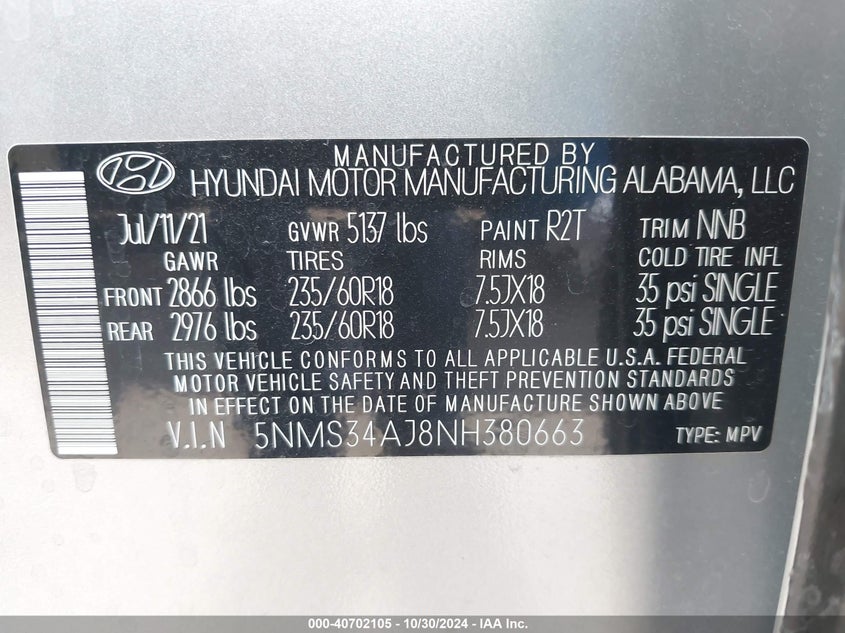 MANUFACTURED BY
HYUNDAI MOTOR MANUFACTURING ALABAMA, LLC
Jul/11/21 GVWR 5137 lbs PAINT R2T TRIM NNB
GAWR TIRES RIMS COLD TIRE INFL
FRONT 2866 lbs 235/60R18 7.5JX18 35 psi SINGLE
REAR 2976 lbs 235/60R18 7.5JX18 35 psi SINGLE
THIS VEHICLE CONFORMS TO ALL APPLICABLE U.S.A. FEDERAL
MOTOR VEHICLE SAFETY AND THEFT PREVENTION STANDARDS
IN EFFECT ON THE DATE OF MANUFACTURE SHOWN ABOVE
V.I.N 5NMS34AJ8NH380663 TYPE: MPV
000-40702105 - 10/30/2024 - IAA Inc.